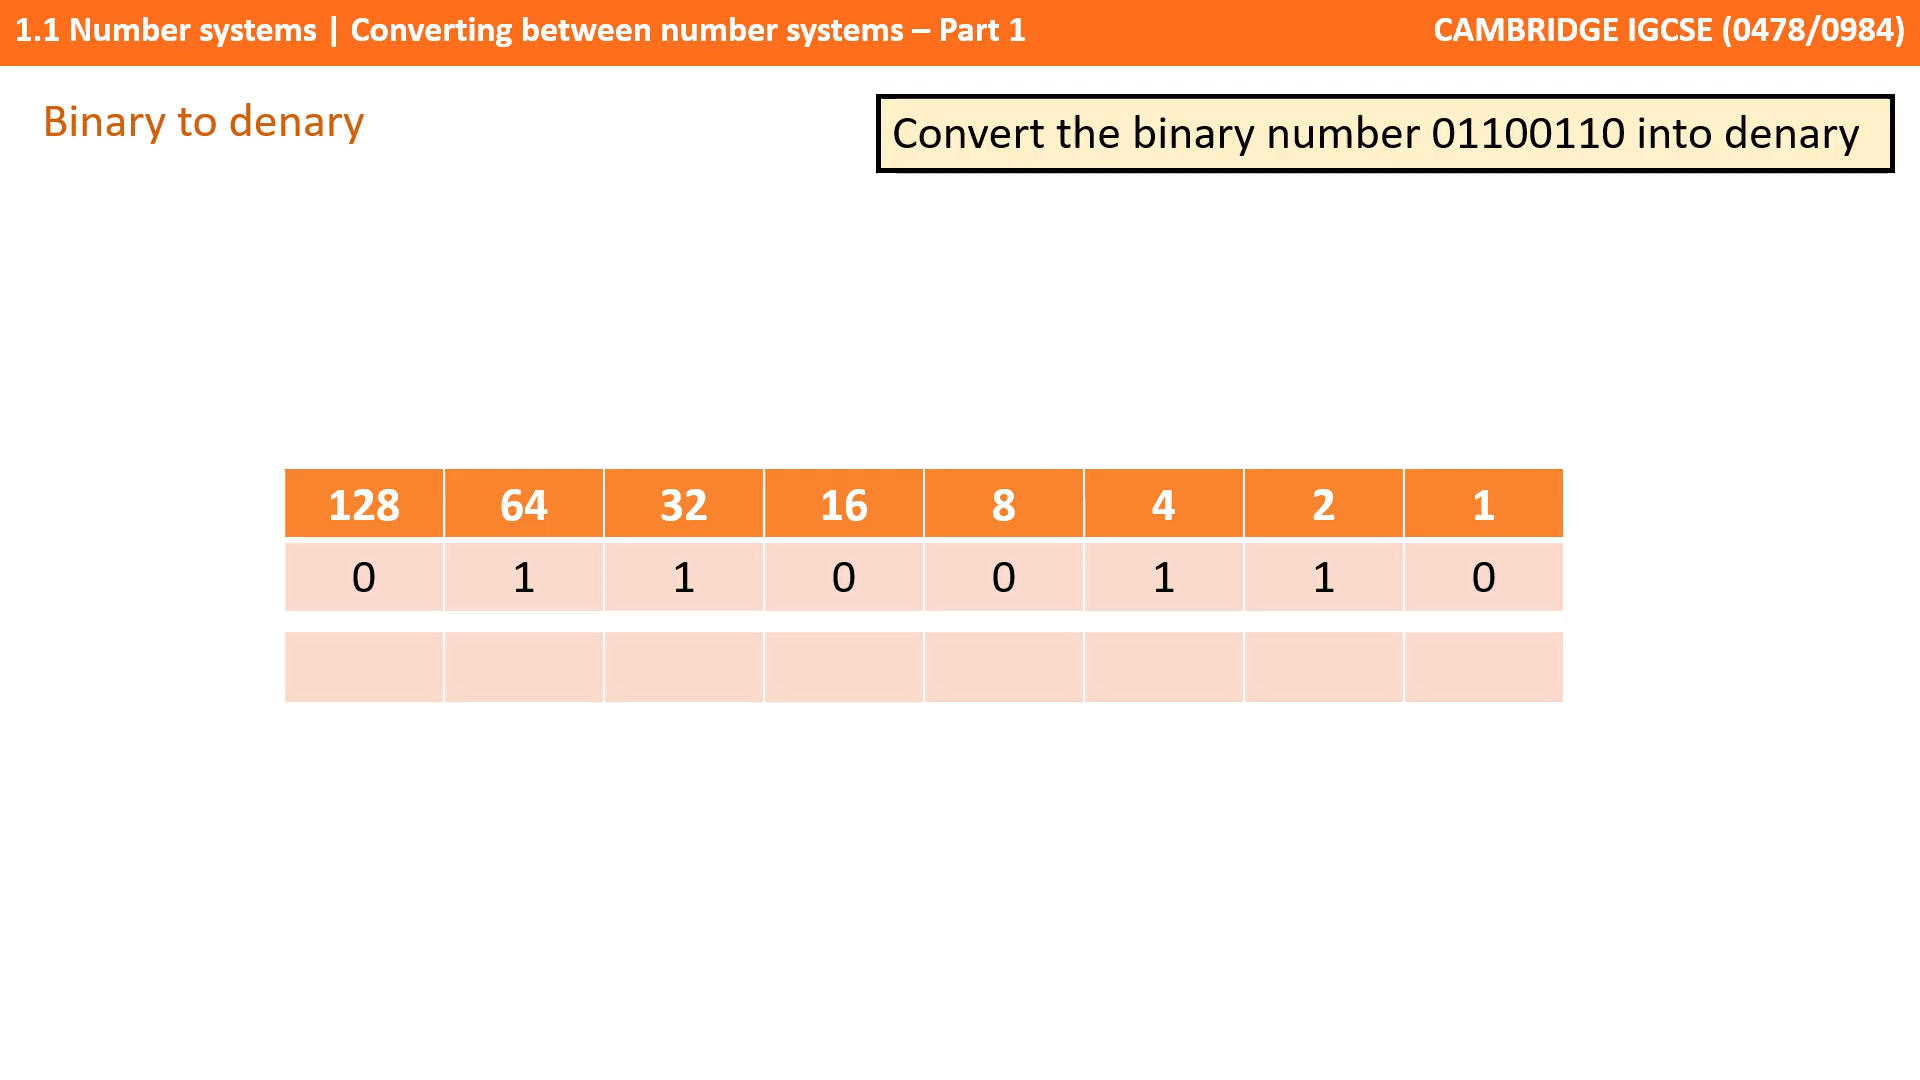 1.1 Number systems | Converting between number systems – Part 1 CAMBRIDGE IGCSE (0478/0984)
Binary to denary
Convert the binary number 01100110 into denary
128 64 32 16 8 4 2 1
0 1 1 0 0 1 1 0